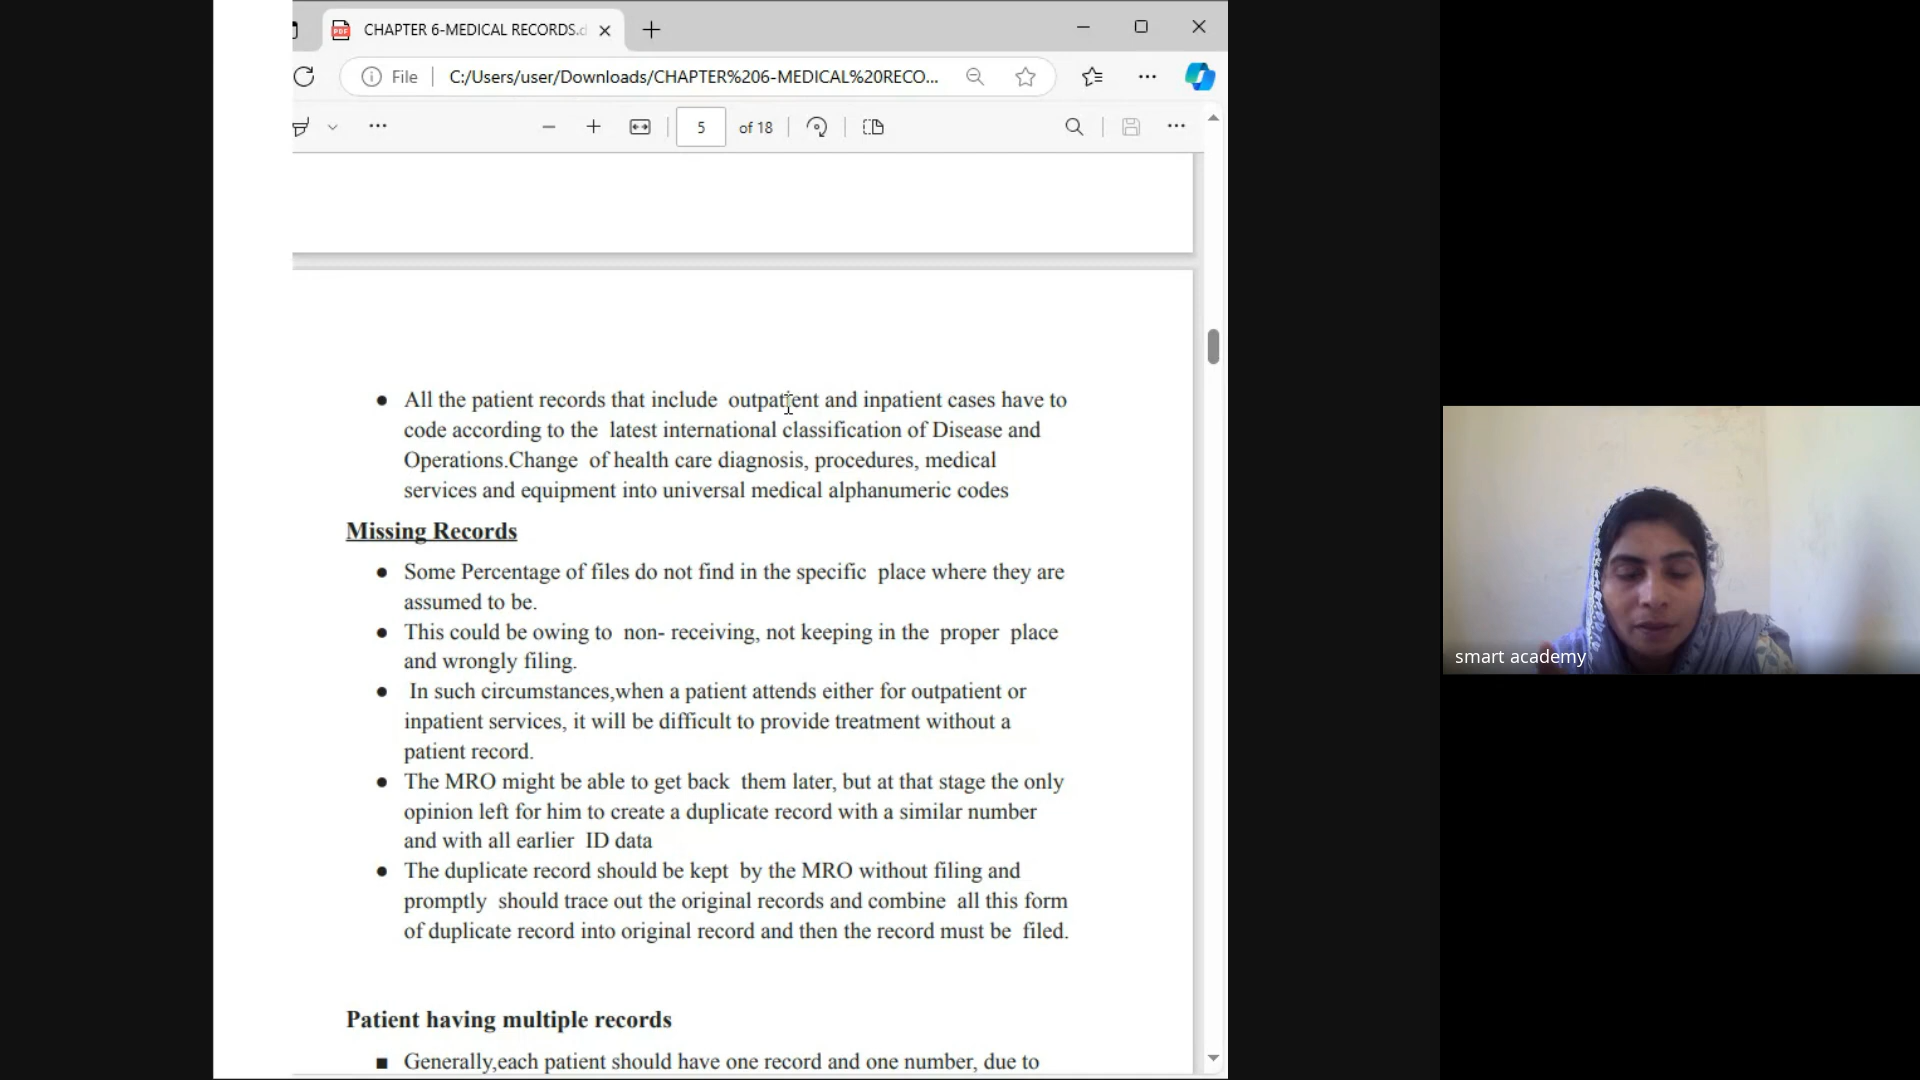 CHAPTER 6-MEDICAL RECORDS.d
File
C:/Users/user/Downloads/CHAPTER%206-MEDICAL%20RECO...
5 of 18
● All the patient records that include outpatient and inpatient cases have to
code according to the latest international classification of Disease and
Operations.Change of health care diagnosis, procedures, medical
services and equipment into universal medical alphanumeric codes
Missing Records
● Some Percentage of files do not find in the specific place where they are
assumed to be.
● This could be owing to non- receiving, not keeping in the proper place
and wrongly filing.
● In such circumstances,when a patient attends either for outpatient or
inpatient services, it will be difficult to provide treatment without a
patient record.
● The MRO might be able to get back them later, but at that stage the only
opinion left for him to create a duplicate record with a similar number
and with all earlier ID data
● The duplicate record should be kept by the MRO without filing and
promptly should trace out the original records and combine all this form
of duplicate record into original record and then the record must be filed.
Patient having multiple records
■ Generally,each patient should have one record and one number, due to
smart academy